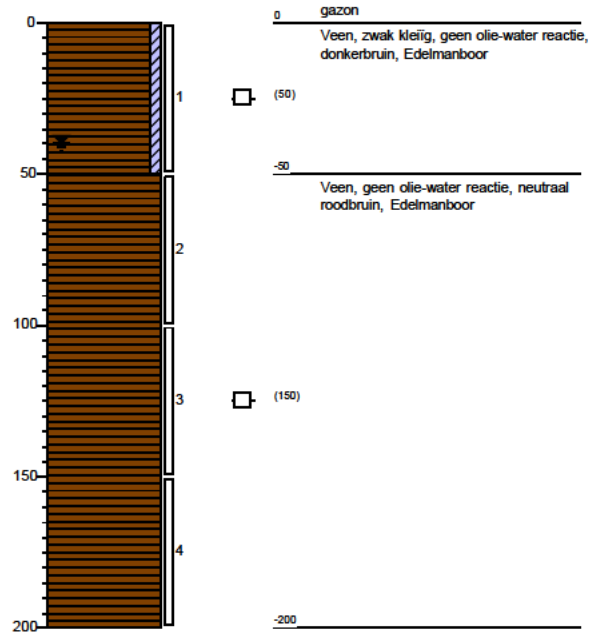 0
0
gazon
Veen, zwak kleiïg, geen olie-water reactie,
donkerbruin, Edelmanboor
1
(50)
50
-50
Veen, geen olie-water reactie, neutraal
roodbruin, Edelmanboor
2
100
3
(150)
150
4
200
-200